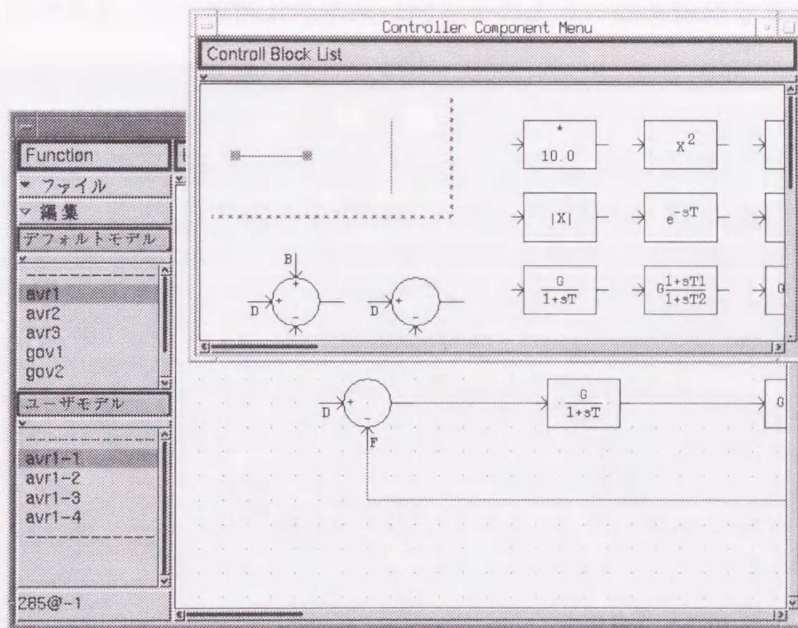 Controller Component Menu
Controll Block List
*
10.0
X^2
|X|
e^-sT
B
+
D
+
-
D
+
-
G
1+sT
G 1+sT1
1+sT2
G
Function
ファイル
編集
デフォルトモデル
avr1
avr2
avr3
gov1
gov2
ユーザモデル
avr1-1
avr1-2
avr1-3
avr1-4
285@-1
D
+
-
F
G
1+sT
G